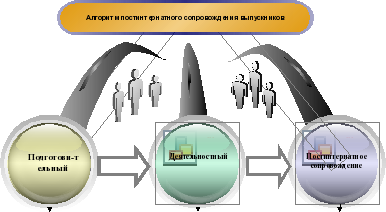 Алгоритм постинтернатного сопровождения выпускников
Подготови-т
ельный
Деятельностный
Постинтернатное
сопровождение